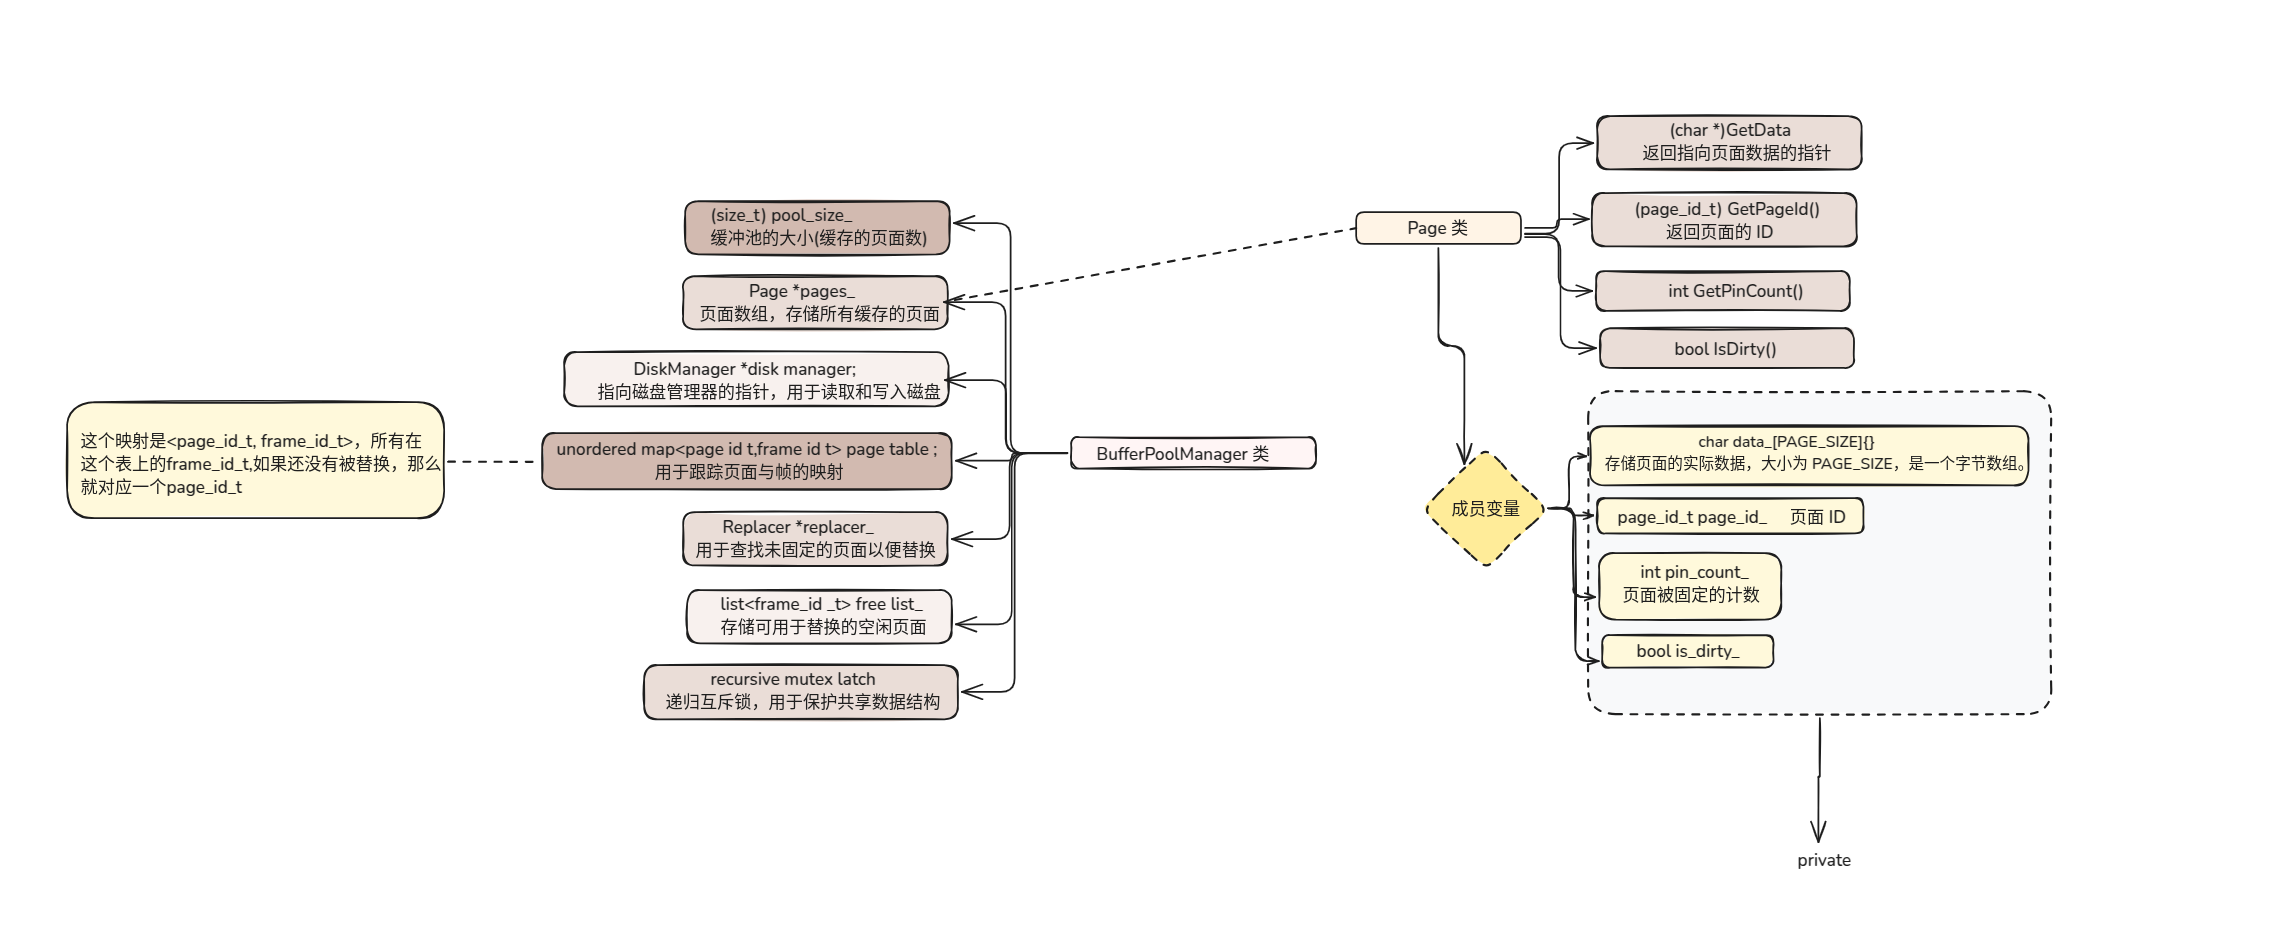 这个映射是<page_id_t, frame_id_t>，所有在
这个表上的frame_id_t,如果还没有被替换，那么
就对应一个page_id_t
(size_t) pool_size_
缓冲池的大小(缓存的页面数)
Page *pages_
页面数组，存储所有缓存的页面
DiskManager *disk manager;
指向磁盘管理器的指针，用于读取和写入磁盘
unordered map<page id t,frame id t> page table ;
用于跟踪页面与帧的映射
Replacer *replacer_
用于查找未固定的页面以便替换
list<frame_id _t> free list_
存储可用于替换的空闲页面
recursive mutex latch
递归互斥锁，用于保护共享数据结构
BufferPoolManager 类
Page 类
(char *)GetData
返回指向页面数据的指针
(page_id_t) GetPageId()
返回页面的 ID
int GetPinCount()
bool IsDirty()
成员变量
char data_[PAGE_SIZE]{}
存储页面的实际数据，大小为 PAGE_SIZE，是一个字节数组。
page_id_t page_id_ 页面 ID
int pin_count_
页面被固定的计数
bool is_dirty_
private